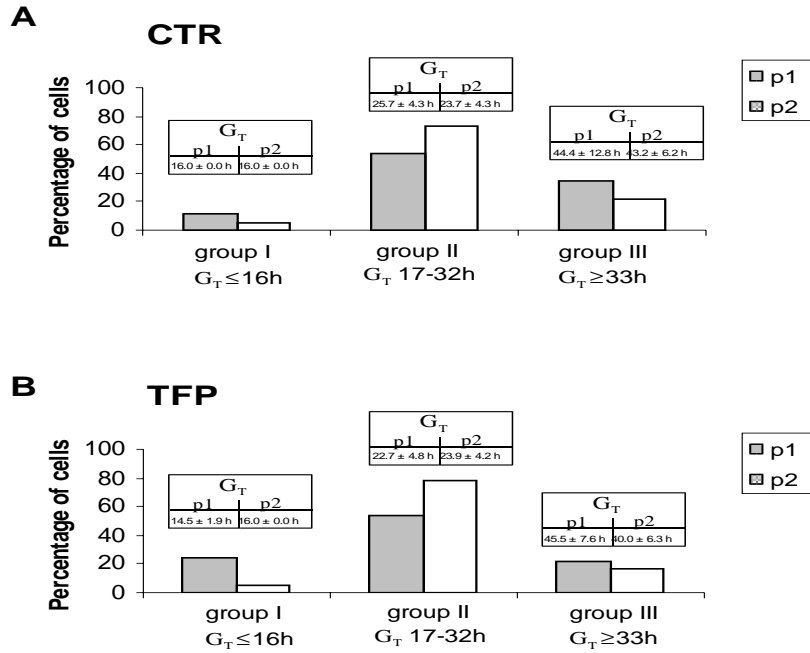 A
CTR
Percentage of cells
100
80
60
40
20
0
G_T
p1 p2
16.0 ± 0.0 h 16.0 ± 0.0 h
G_T
p1 p2
25.7 ± 4.3 h 23.7 ± 4.3 h
G_T
p1 p2
44.4 ± 12.8 h 43.2 ± 6.2 h
p1
p2
group I group II group III
G_T ≤16h G_T 17-32h G_T ≥33h
B
TFP
Percentage of cells
100
80
60
40
20
0
G_T
p1 p2
14.5 ± 1.9 h 16.0 ± 0.0 h
G_T
p1 p2
22.7 ± 4.8 h 23.9 ± 4.2 h
G_T
p1 p2
45.5 ± 7.6 h 40.0 ± 6.3 h
p1
p2
group I group II group III
G_T ≤16h G_T 17-32h G_T ≥33h